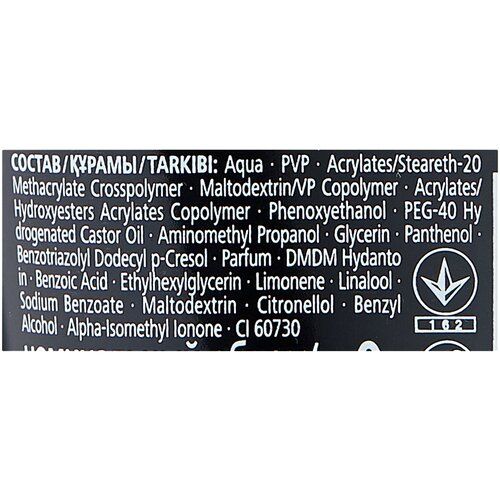 СОСТАВ/ҚҰРАМЫ/TARKIBI: Aqua · PVP · Acrylates/Steareth-20
Methacrylate Crosspolymer · Maltodextrin/VP Copolymer · Acrylates/
Hydroxyesters Acrylates Copolymer · Phenoxyethanol · PEG-40 Hy
drogenated Castor Oil · Aminomethyl Propanol · Glycerin · Panthenol ·
Benzotriazolyl Dodecyl p-Cresol · Parfum · DMDM Hydanto
in · Benzoic Acid · Ethylhexylglycerin · Limonene · Linalool ·
Sodium Benzoate · Maltodextrin · Citronellol · Benzyl
Alcohol · Alpha-Isomethyl Ionone · CI 60730
162